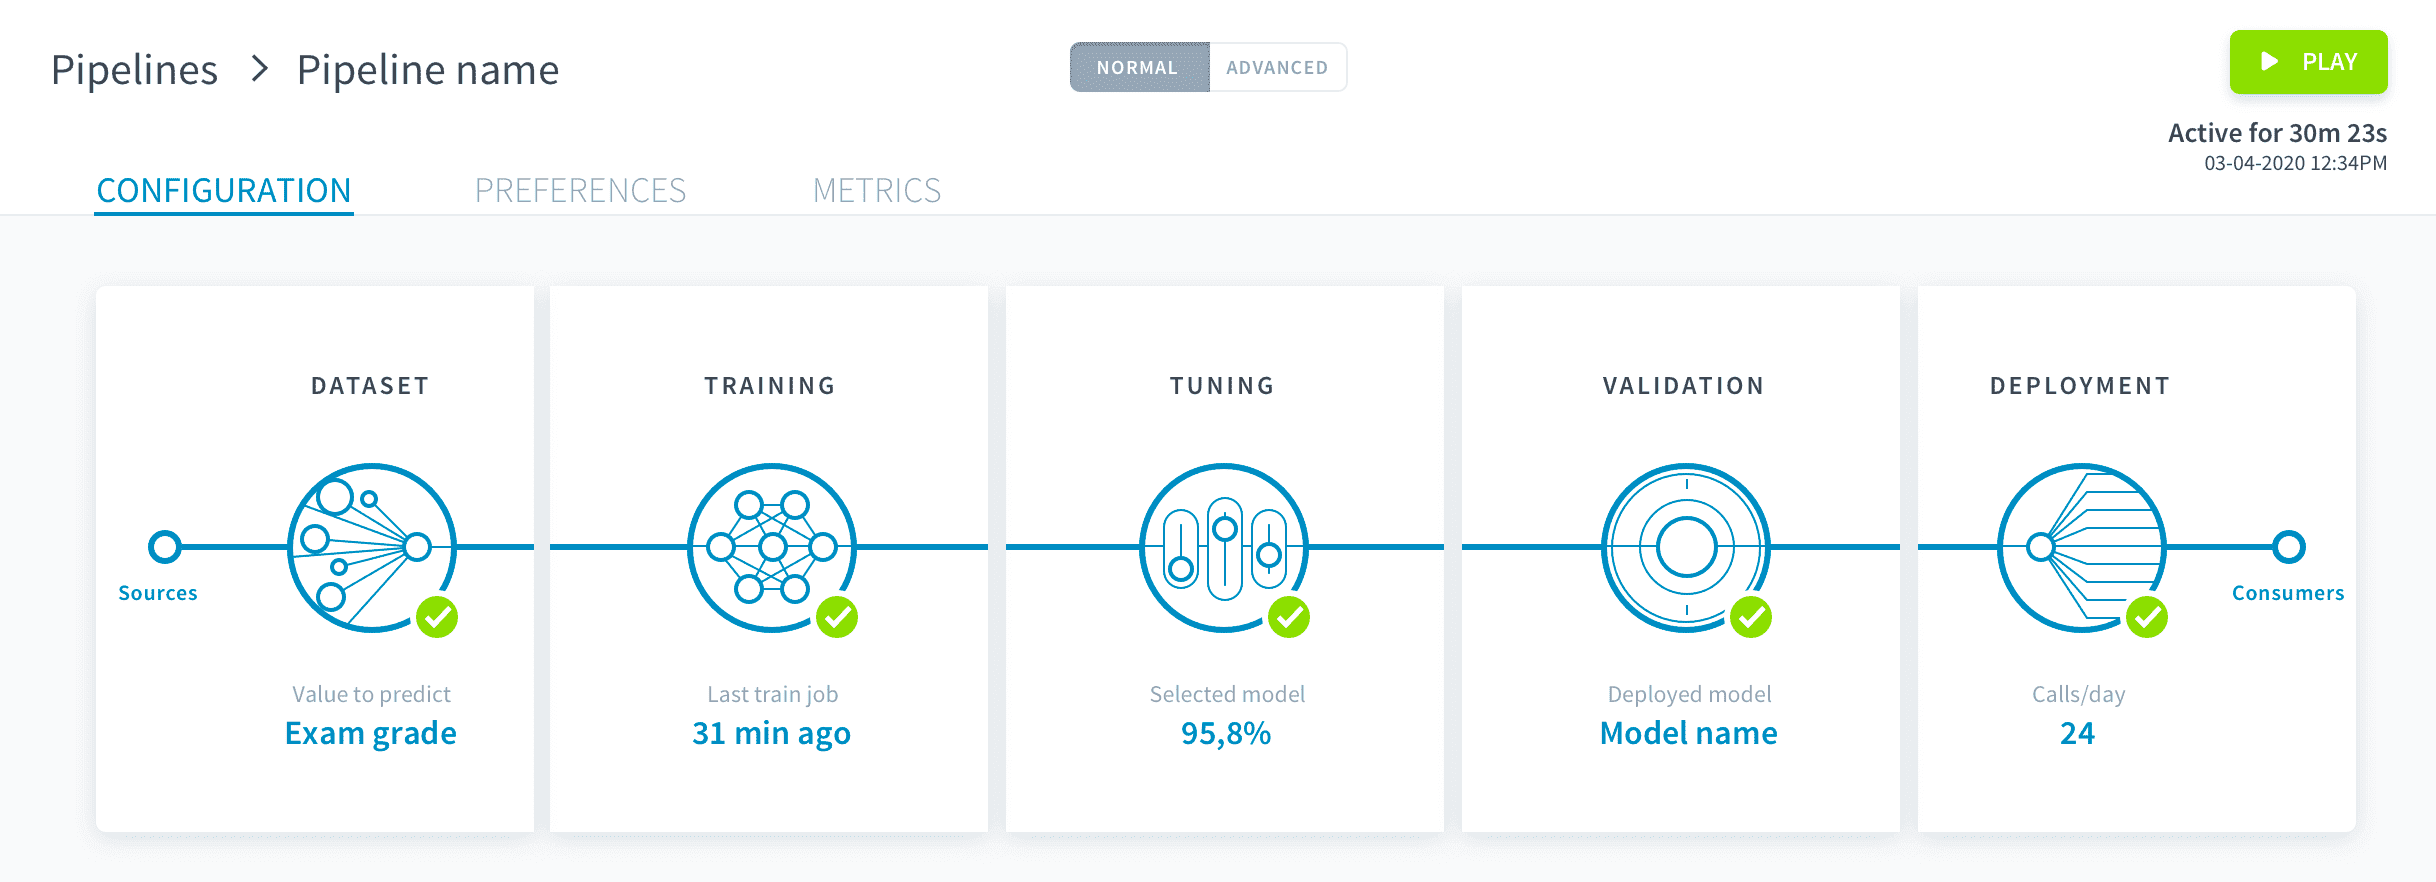 Pipelines > Pipeline name
NORMAL ADVANCED
PLAY
Active for 30m 23s
03-04-2020 12:34PM
CONFIGURATION PREFERENCES METRICS
DATASET
Sources
Value to predict
Exam grade
TRAINING
Last train job
31 min ago
TUNING
Selected model
95,8%
VALIDATION
Deployed model
Model name
DEPLOYMENT
Consumers
Calls/day
24